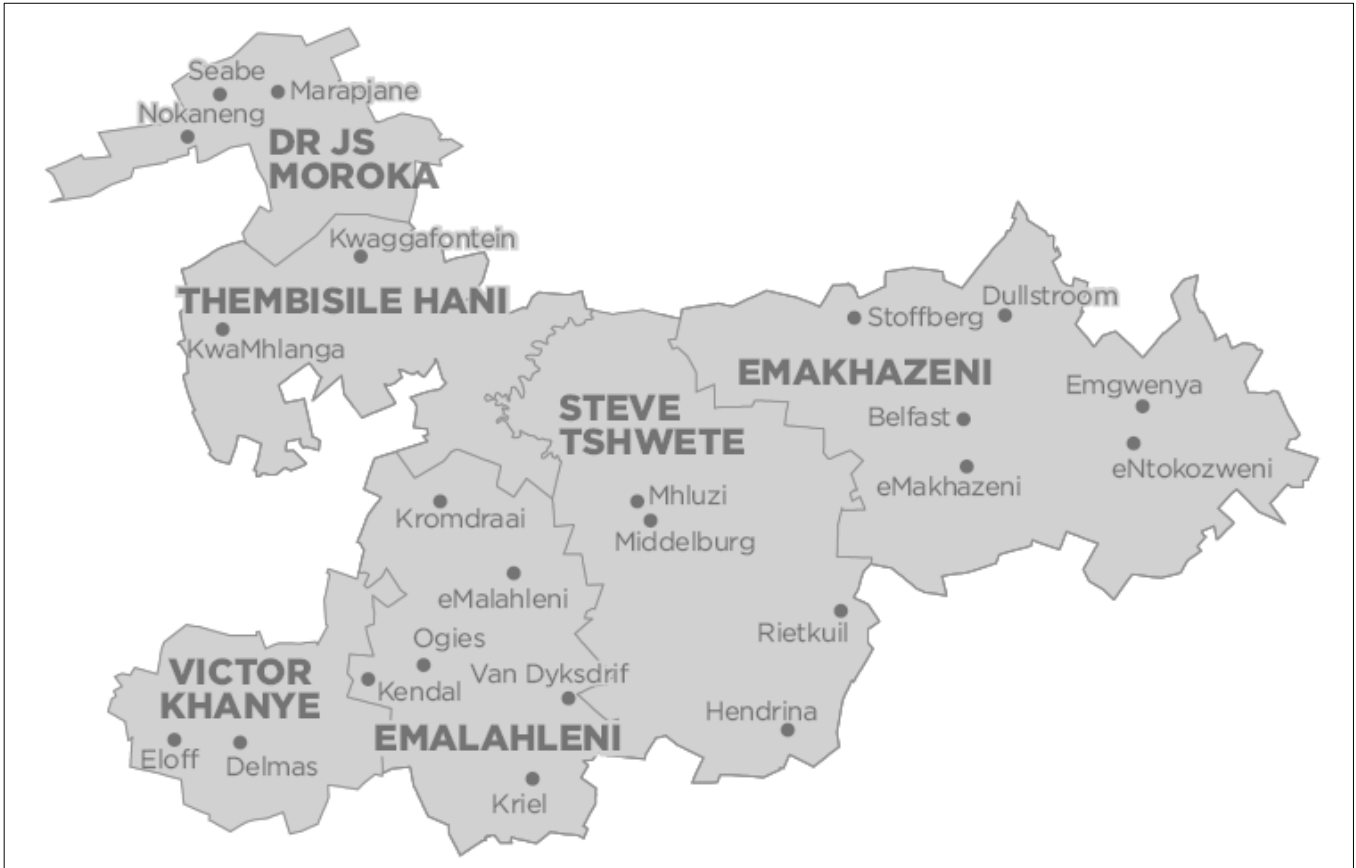 Seabe
Marapjane
Nokaneng
DR JS
MOROKA
Kwaggafontein
THEMBISILE HANI
KwaMhlanga
Dullstroom
Stoffberg
EMAKHAZENI
Emgwenya
Belfast
eNtokozweni
eMakhazeni
STEVE
TSHWETE
Mhluzi
Middelburg
Kromdraai
eMalahleni
Rietkuil
Ogies
Van Dyksdrif
Kendal
VICTOR
KHANYE
Hendrina
EMALAHLENI
Eloff
Delmas
Kriel